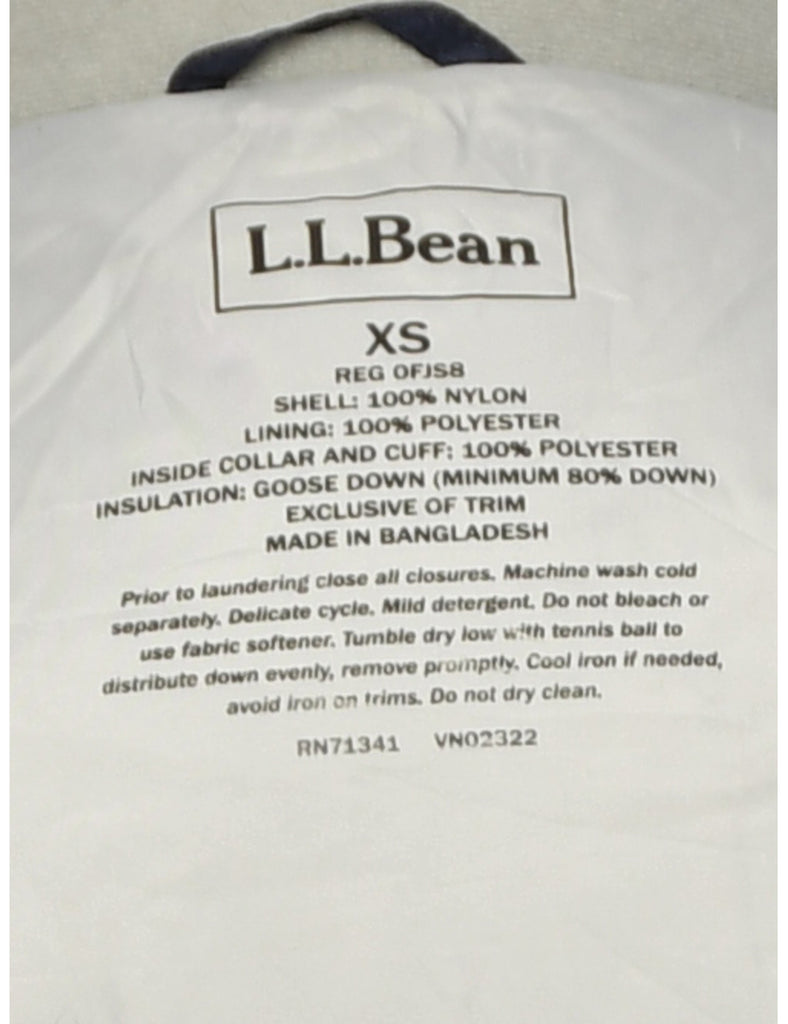 L.L.Bean
XS
REG OFJS8
SHELL: 100% NYLON
LINING: 100% POLYESTER
INSIDE COLLAR AND CUFF: 100% POLYESTER
INSULATION: GOOSE DOWN (MINIMUM 80% DOWN)
EXCLUSIVE OF TRIM
MADE IN BANGLADESH
Prior to laundering close all closures. Machine wash cold
separately. Delicate cycle. Mild detergent. Do not bleach or
use fabric softener. Tumble dry low with tennis ball to
distribute down evenly, remove promptly. Cool iron if needed,
avoid iron on trims. Do not dry clean.
RN71341 VN02322